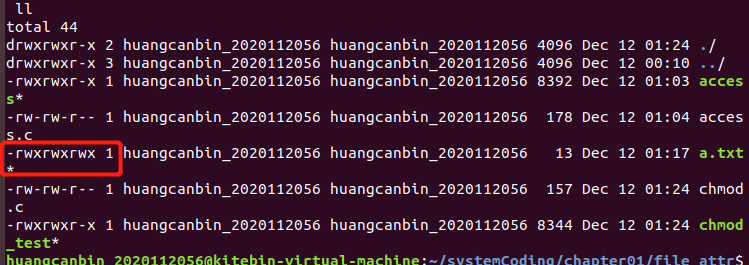 ll
total 44
drwxrwxr-x 2 huangcanbin_2020112056 huangcanbin_2020112056 4096 Dec 12 01:24 ./
drwxrwxr-x 3 huangcanbin_2020112056 huangcanbin_2020112056 4096 Dec 12 00:10 ../
-rwxrwxr-x 1 huangcanbin_2020112056 huangcanbin_2020112056 8392 Dec 12 01:03 acces
s*
-rw-rw-r-- 1 huangcanbin_2020112056 huangcanbin_2020112056  178 Dec 12 01:04 acces
s.c
-rwxrwxrwx 1 huangcanbin_2020112056 huangcanbin_2020112056   13 Dec 12 01:17 a.txt
*
-rw-rw-r-- 1 huangcanbin_2020112056 huangcanbin_2020112056  157 Dec 12 01:24 chmod
.c
-rwxrwxr-x 1 huangcanbin_2020112056 huangcanbin_2020112056 8344 Dec 12 01:24 chmod
_test*
huangcanbin_2020112056@kitebin-virtual-machine:~/systemCoding/chapter01/file_attr$